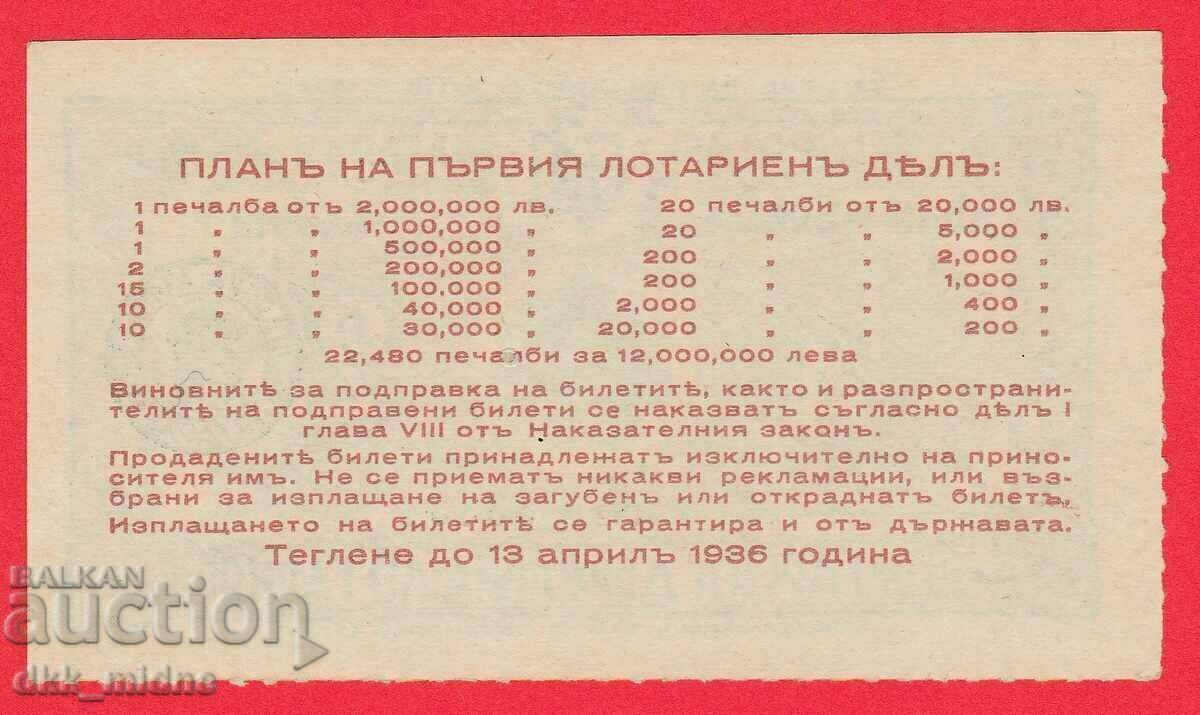 ПЛАНЪ НА ПЪРВИЯ ЛОТАРИЕНЪ ДѢЛЪ:
1 печалба отъ 2,000,000 лв. 20 печалби отъ 20,000 лв.
1 „ „ 1,000,000 „ 20 „ „ 5,000 „
1 „ „ 500,000 „ 200 „ „ 2,000 „
2 „ „ 200,000 „ 200 „ „ 1,000 „
15 „ „ 100,000 „ 2,000 „ „ 400 „
10 „ „ 40,000 „ 20,000 „ „ 200 „
10 „ „ 30,000 „
22,480 печалби за 12,000,000 лева
Виновнитѣ за подправка на билетитѣ, както и разпространи-
телитѣ на подправени билети се наказватъ съгласно дѣлъ I
глава VIII отъ Наказателния законъ.
Продаденитѣ билети принадлежатъ изключително на прино-
сителя имъ. Не се приематъ никакви рекламации, или въз-
брани за изплащане на загубенъ или откраднатъ билетъ.
Изплащането на билетитѣ се гарантира и отъ държавата.
Теглене до 13 априлъ 1936 година
BALKAN
auction
dkk_midne